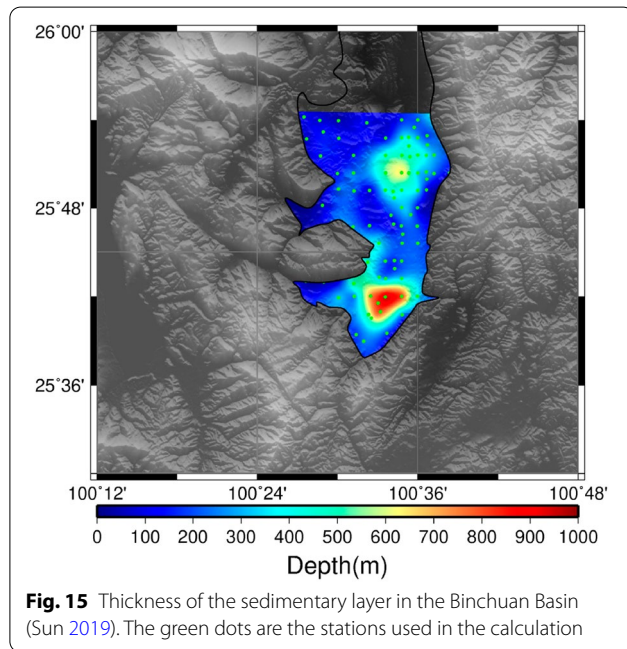 26˚00'
25˚48'
25˚36'
100˚12' 100˚24' 100˚36' 100˚48'
0 100 200 300 400 500 600 700 800 900 1000
Depth(m)
Fig. 15 Thickness of the sedimentary layer in the Binchuan Basin
(Sun 2019). The green dots are the stations used in the calculation